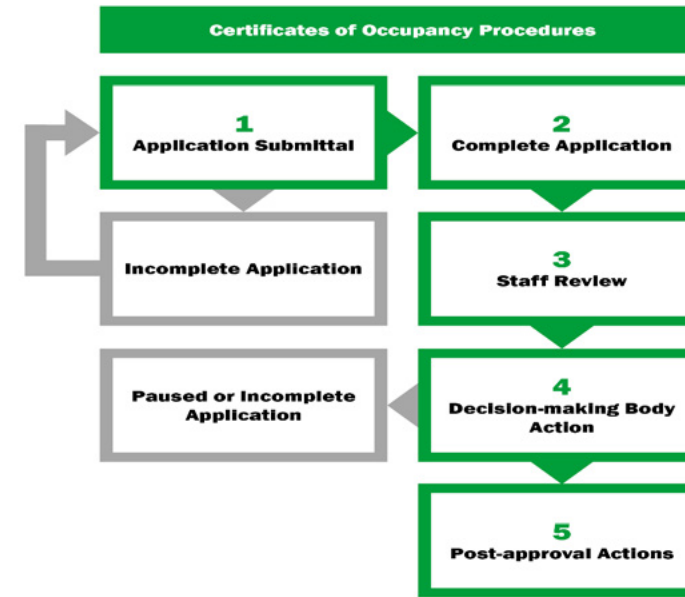 Certificates of Occupancy Procedures
1
Application Submittal
2
Complete Application
Incomplete Application
3
Staff Review
Paused or Incomplete
Application
4
Decision-making Body
Action
5
Post-approval Actions